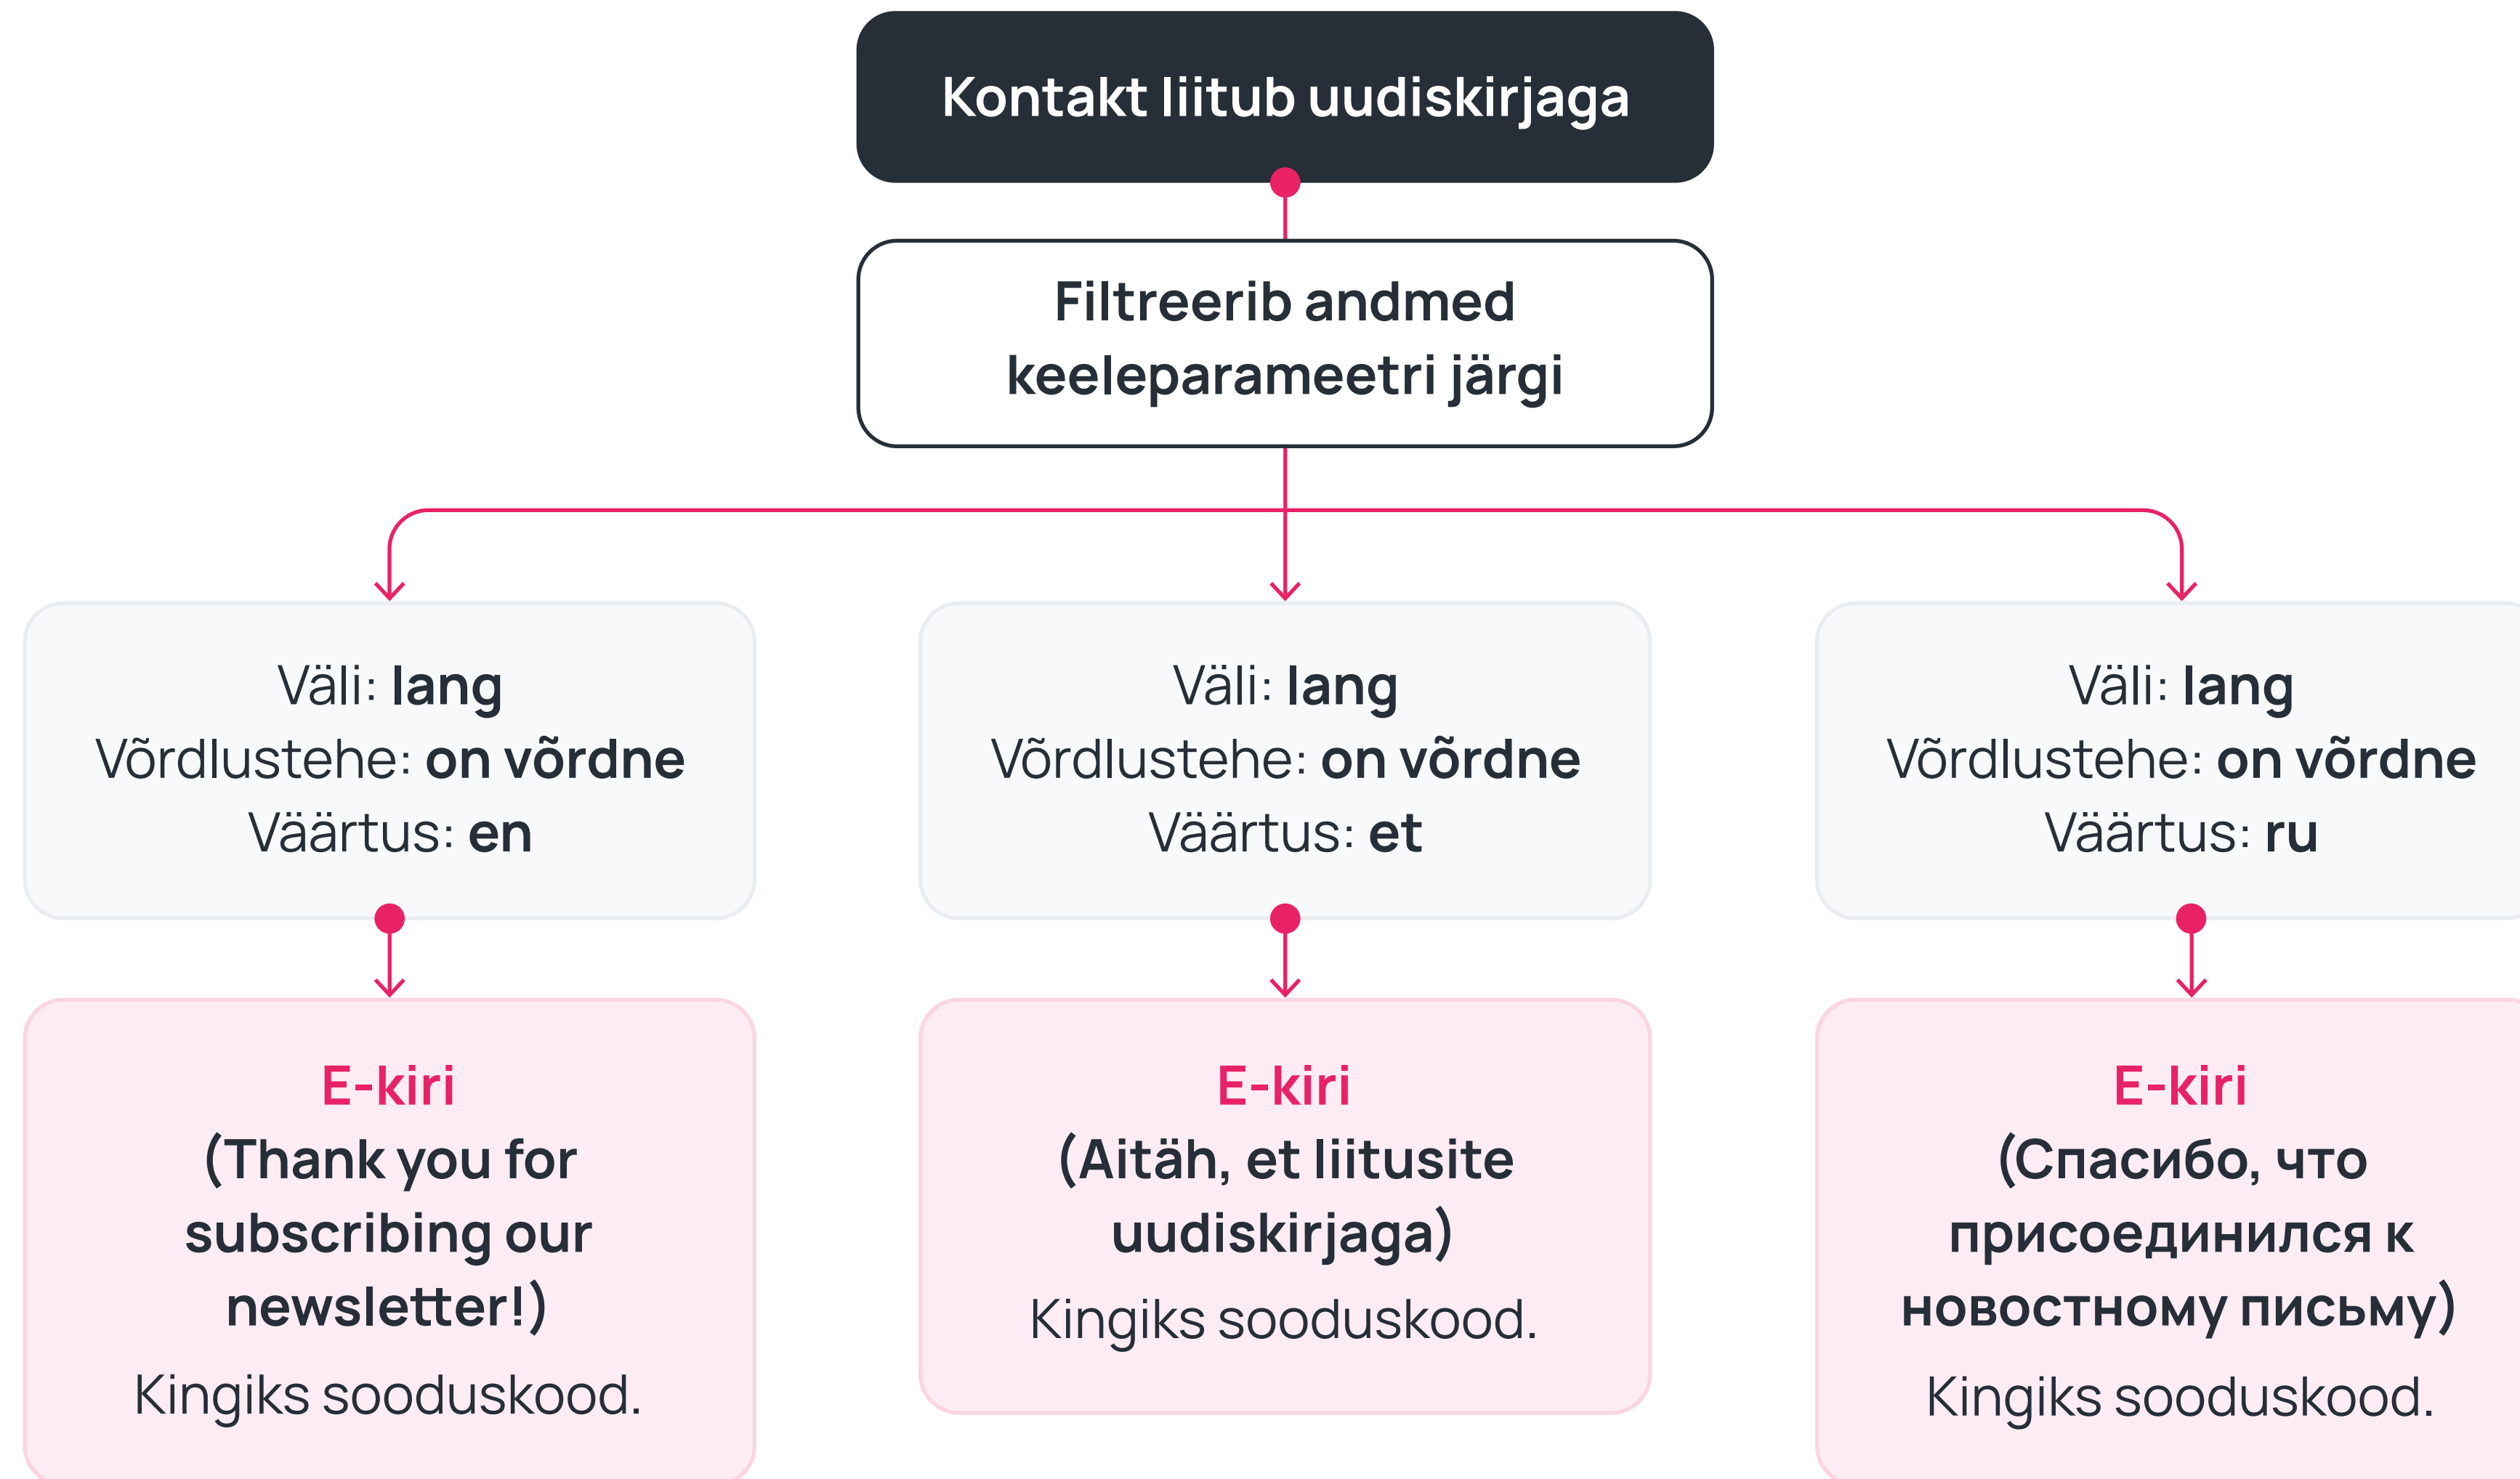 Kontakt liitub uudiskirjaga
Filtreerib andmed
keeleparameetri järgi
Väli: lang
Võrdlustehe: on võrdne
Väärtus: en
Väli: lang
Võrdlustehe: on võrdne
Väärtus: et
Väli: lang
Võrdlustehe: on võrdne
Väärtus: ru
E-kiri
(Thank you for
subscribing our
newsletter!)
Kingiks sooduskood.
E-kiri
(Aitäh, et liitusite
uudiskirjaga)
Kingiks sooduskood.
E-kiri
(Спасибо, что
присоединился к
новостному письму)
Kingiks sooduskood.